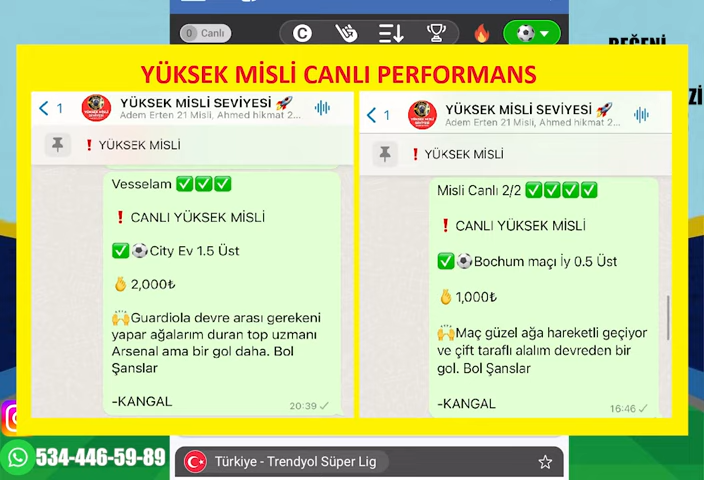 0 Canlı
BEĞENİ
YÜKSEK MİSLİ CANLI PERFORMANS
1
YÜKSEK MİSLİ SEVİYESİ 🚀
Adem Erten 21 Misli, Ahmed hikmat 2...
❗ YÜKSEK MİSLİ
Vesselam ✅✅✅
❗ CANLI YÜKSEK MİSLİ
✅⚽City Ev 1.5 Üst
👌 2,000₺
🙌Guardiola devre arası gerekeni
yapar ağalarım duran top uzmanı
Arsenal ama bir gol daha. Bol
Şanslar
-KANGAL
20:39
1
YÜKSEK MİSLİ SEVİYESİ 🚀
Adem Erten 21 Misli, Ahmed hikmat 2...
❗ YÜKSEK MİSLİ
Misli Canlı 2/2 ✅✅✅✅
❗ CANLI YÜKSEK MİSLİ
✅⚽Bochum maçı İy 0.5 Üst
👌 1,000₺
🙌Maç güzel ağa hareketli geçiyor
ve çift taraflı alalım devreden bir
gol. Bol Şanslar
-KANGAL
16:46
534-446-59-89
Türkiye - Trendyol Süper Lig